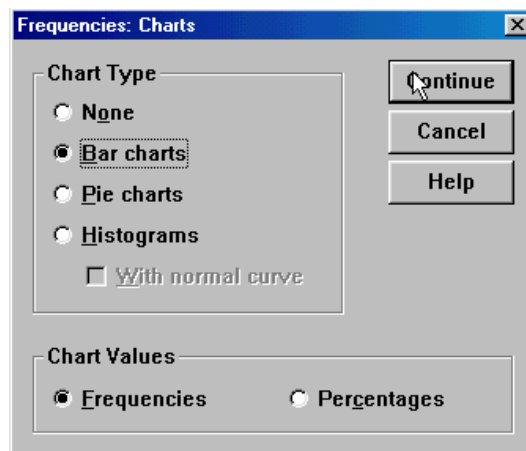 Frequencies: Charts
Chart Type
None
Bar charts
Pie charts
Histograms
With normal curve
Continue
Cancel
Help
Chart Values
Frequencies
Percentages